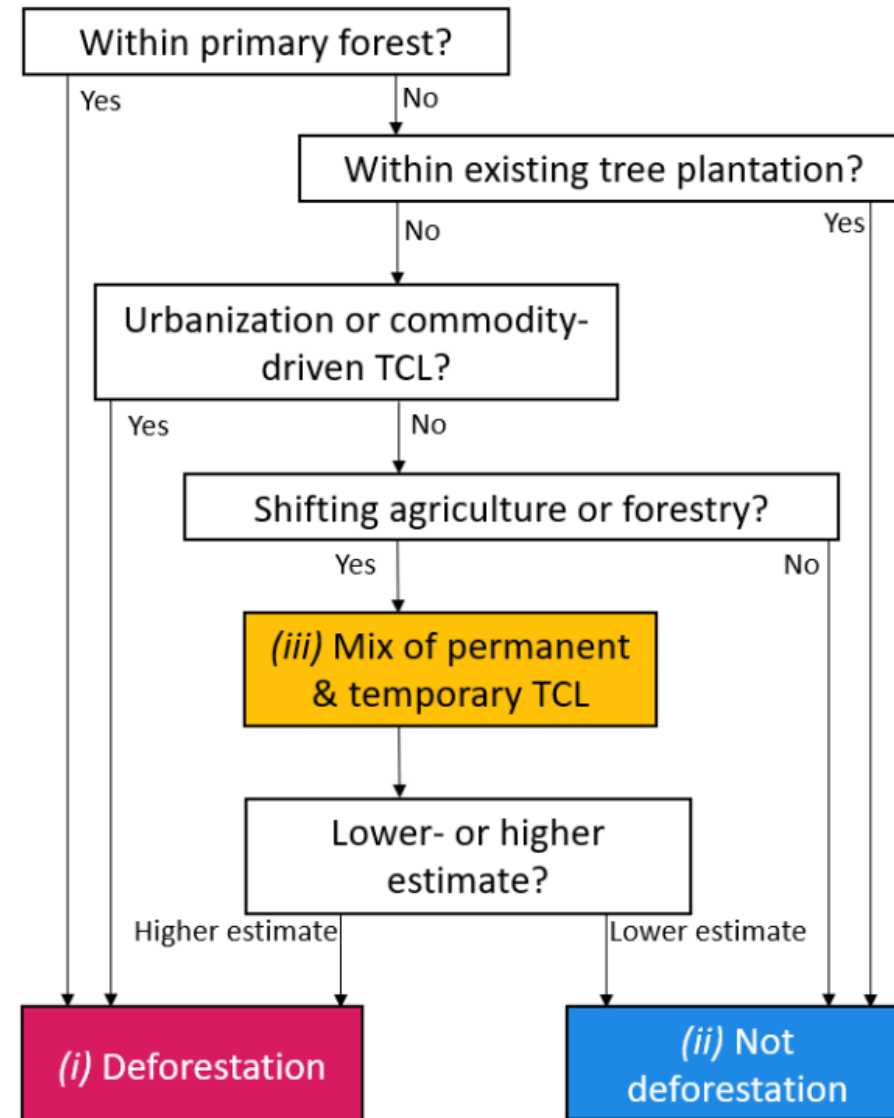 Within primary forest?
Yes
No
Within existing tree plantation?
No
Yes
Urbanization or commodity-
driven TCL?
Yes
No
Shifting agriculture or forestry?
Yes
No
(iii) Mix of permanent
& temporary TCL
Lower- or higher
estimate?
Higher estimate
Lower estimate
(i) Deforestation
(ii) Not
deforestation